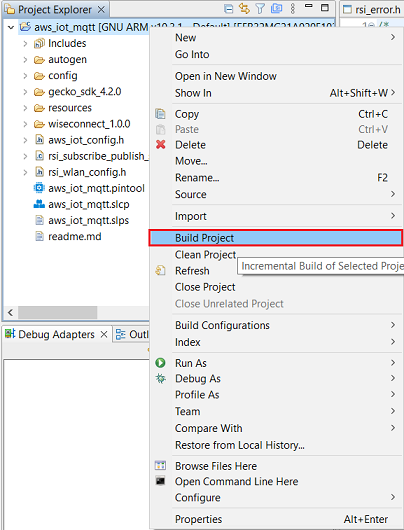 Project Explorer
rsi_error.h
aws_iot_mqtt [GNU ARM v10.2.1 - Default] [EFR32MG21A020F10
Includes
autogen
config
gecko_sdk_4.2.0
resources
wiseconnect_1.0.0
aws_iot_config.h
rsi_subscribe_publish_
rsi_wlan_config.h
aws_iot_mqtt.pintool
aws_iot_mqtt.slcp
aws_iot_mqtt.slps
readme.md
Debug Adapters
Outl
New
Go Into
Open in New Window
Show In Alt+Shift+W
Copy Ctrl+C
Paste Ctrl+V
Delete Delete
Move...
Rename... F2
Source
Import
Build Project
Clean Project
Incremental Build of Selected Proje
Refresh
Close Project
Close Unrelated Project
Build Configurations
Index
Run As
Debug As
Profile As
Team
Compare With
Restore from Local History...
Browse Files Here
Open Command Line Here
Configure
Properties Alt+Enter